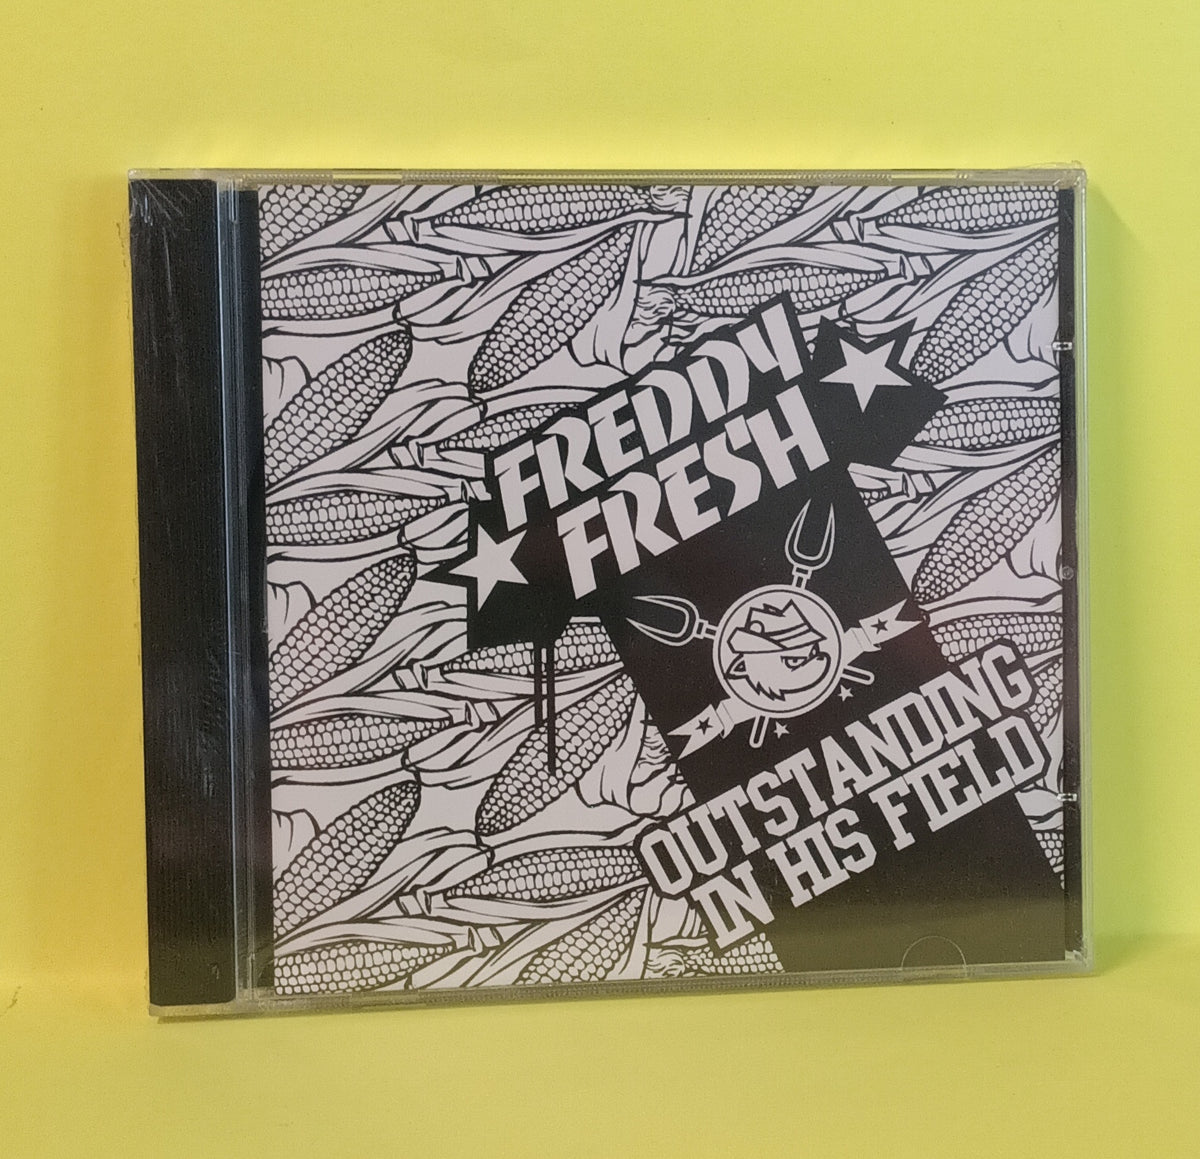 FREDDY
FRESH
OUTSTANDING
IN HIS FIELD